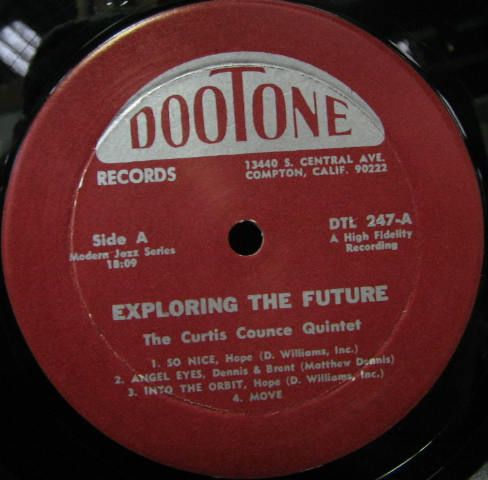 DOOTONE
RECORDS
13440 S. CENTRAL AVE.
COMPTON, CALIF. 90222
Side A
Modern Jazz Series
18:09
DTL 247-A
A High Fidelity
Recording
EXPLORING THE FUTURE
The Curtis Counce Quintet
1. SO NICE, Hope (D. Williams, Inc.)
2. ANGEL EYES, Dennis & Brent (Matthew Dennis)
3. INTO THE ORBIT, Hope (D. Williams, Inc.)
4. MOVE